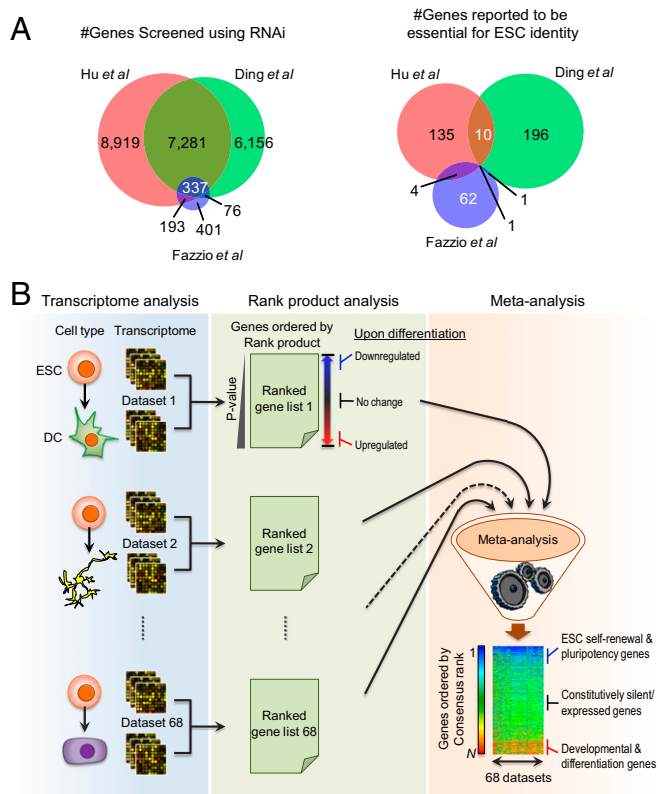 A
#Genes Screened using RNAi
Hu et al
Ding et al
8,919
7,281
6,156
337
76
193
401
Fazzio et al
#Genes reported to be
essential for ESC identity
Hu et al
Ding et al
135
10
196
4
62
1
1
Fazzio et al
B
Transcriptome analysis
Rank product analysis
Meta-analysis
Cell type
Transcriptome
Genes ordered by
Rank product
Upon differentiation
ESC
DC
Dataset 1
P-value
Ranked
gene list 1
Downregulated
No change
Upregulated
Dataset 2
Ranked
gene list 2
Meta-analysis
Dataset 68
Ranked
gene list 68
Genes ordered by
Consensus rank
1
N
ESC self-renewal &
pluripotency genes
Constitutively silent/
expressed genes
Developmental &
differentiation genes
68 datasets